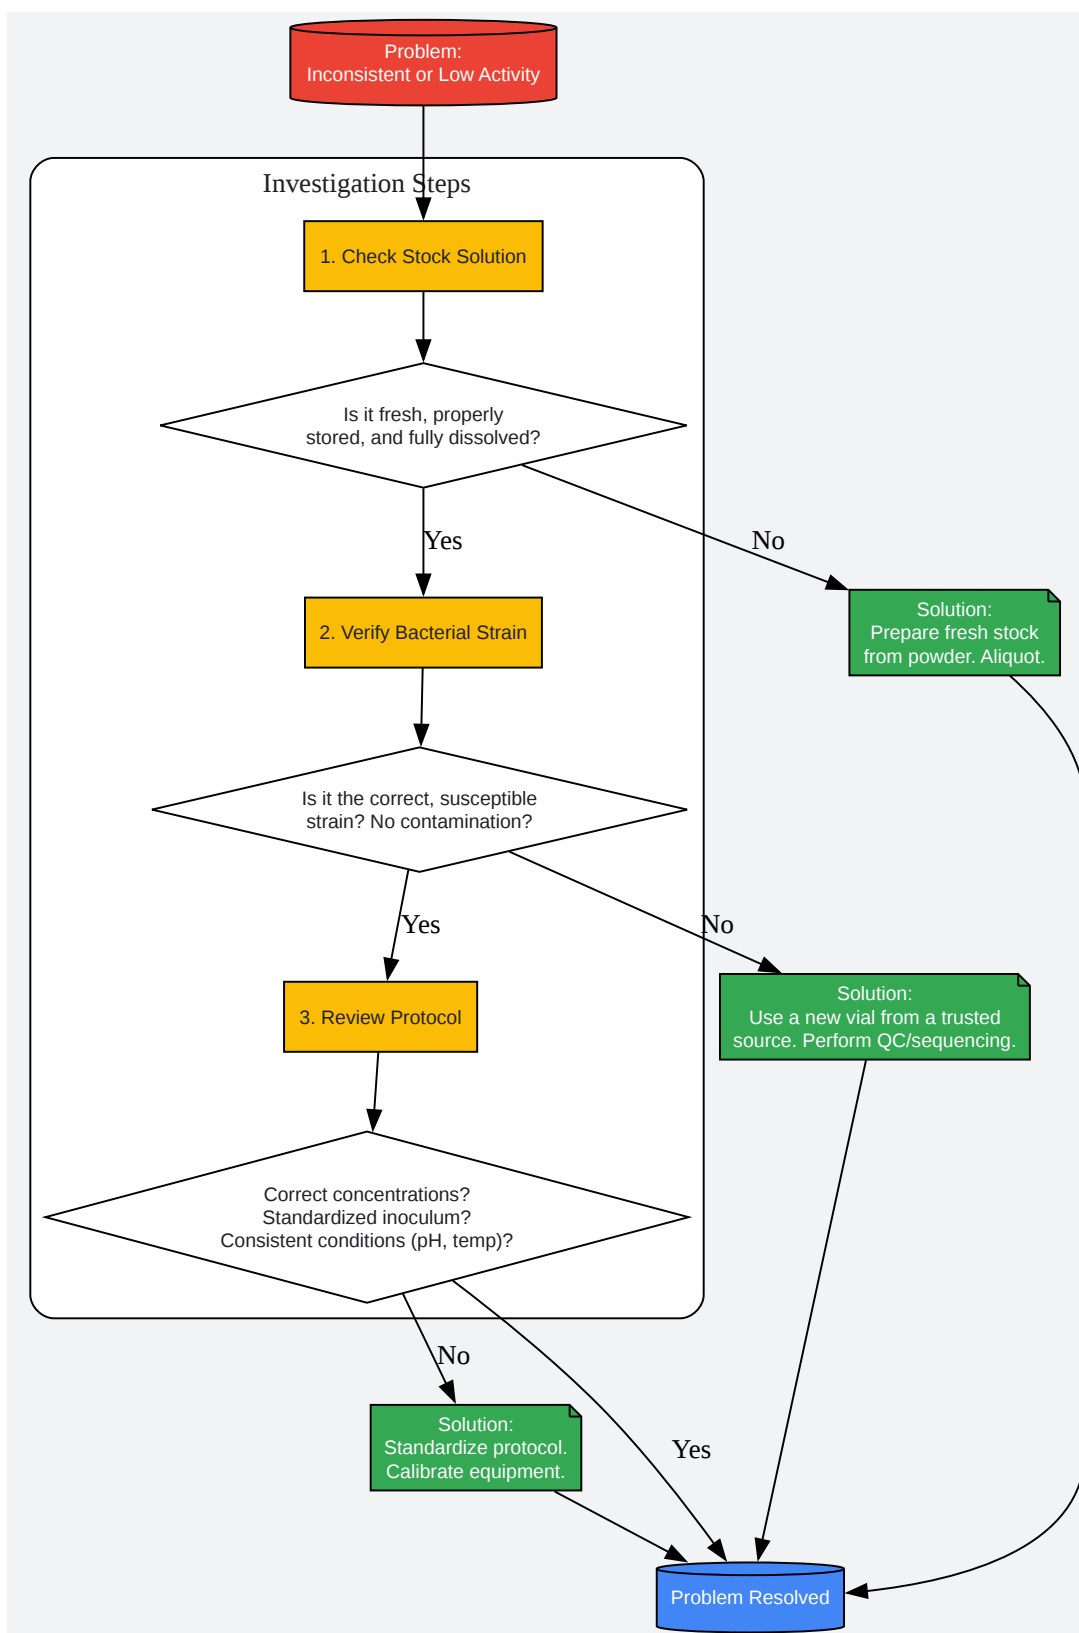 Problem:
Inconsistent or Low Activity
Investigation Steps
1. Check Stock Solution
Is it fresh, properly
stored, and fully dissolved?
Yes
No
Solution:
Prepare fresh stock
from powder. Aliquot.
2. Verify Bacterial Strain
Is it the correct, susceptible
strain? No contamination?
Yes
No
Solution:
Use a new vial from a trusted
source. Perform QC/sequencing.
3. Review Protocol
Correct concentrations?
Standardized inoculum?
Consistent conditions (pH, temp)?
No
Solution:
Standardize protocol.
Calibrate equipment.
Yes
Problem Resolved